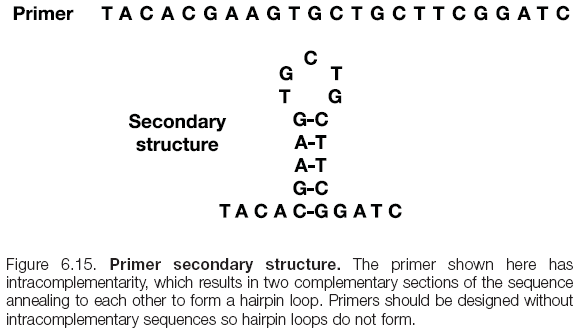 Primer T A C A C G A A G T G C T G C T T C G G A T C
C
G T
T G
Secondary structure
G-C
A-T
A-T
G-C
T A C A C-G G A T C
Figure 6.15. Primer secondary structure. The primer shown here has
intracomplementarity, which results in two complementary sections of the sequence
annealing to each other to form a hairpin loop. Primers should be designed without
intracomplementary sequences so hairpin loops do not form.